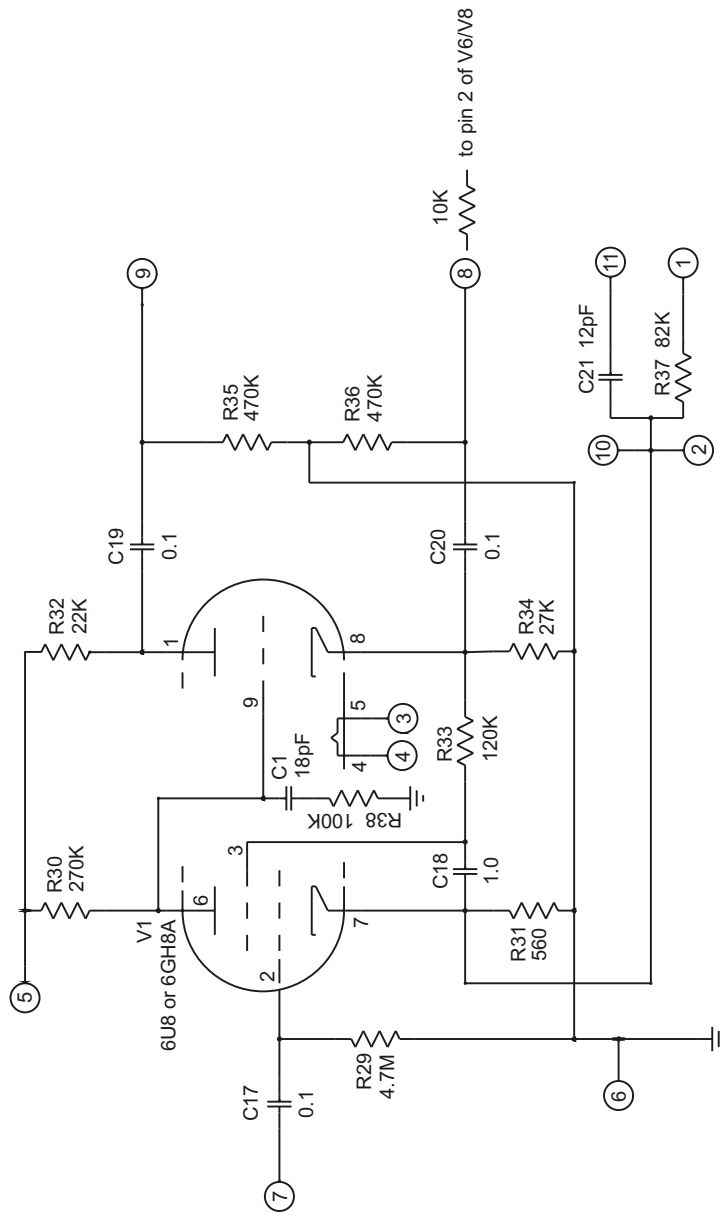 5
R30
270K
R32
22K
V1
6U8 or 6GH8A
6
1
C19
0.1
9
C17
0.1
7
2
3
9
C1
18pF
R38 100K
R35
470K
R29
4.7M
7
4
5
8
4
3
R36
470K
C18
1.0
R33
120K
C20
0.1
8
10K
to pin 2 of V6/V8
R31
560
R34
27K
6
10
2
C21 12pF
11
R37 82K
1